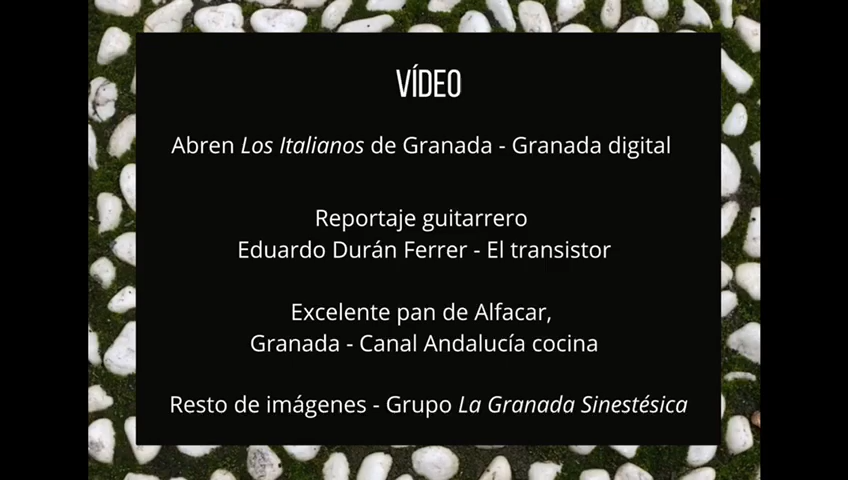 VÍDEO
Abren Los Italianos de Granada - Granada digital
Reportaje guitarrero
Eduardo Durán Ferrer - El transistor
Excelente pan de Alfacar,
Granada - Canal Andalucía cocina
Resto de imágenes - Grupo La Granada Sinestésica